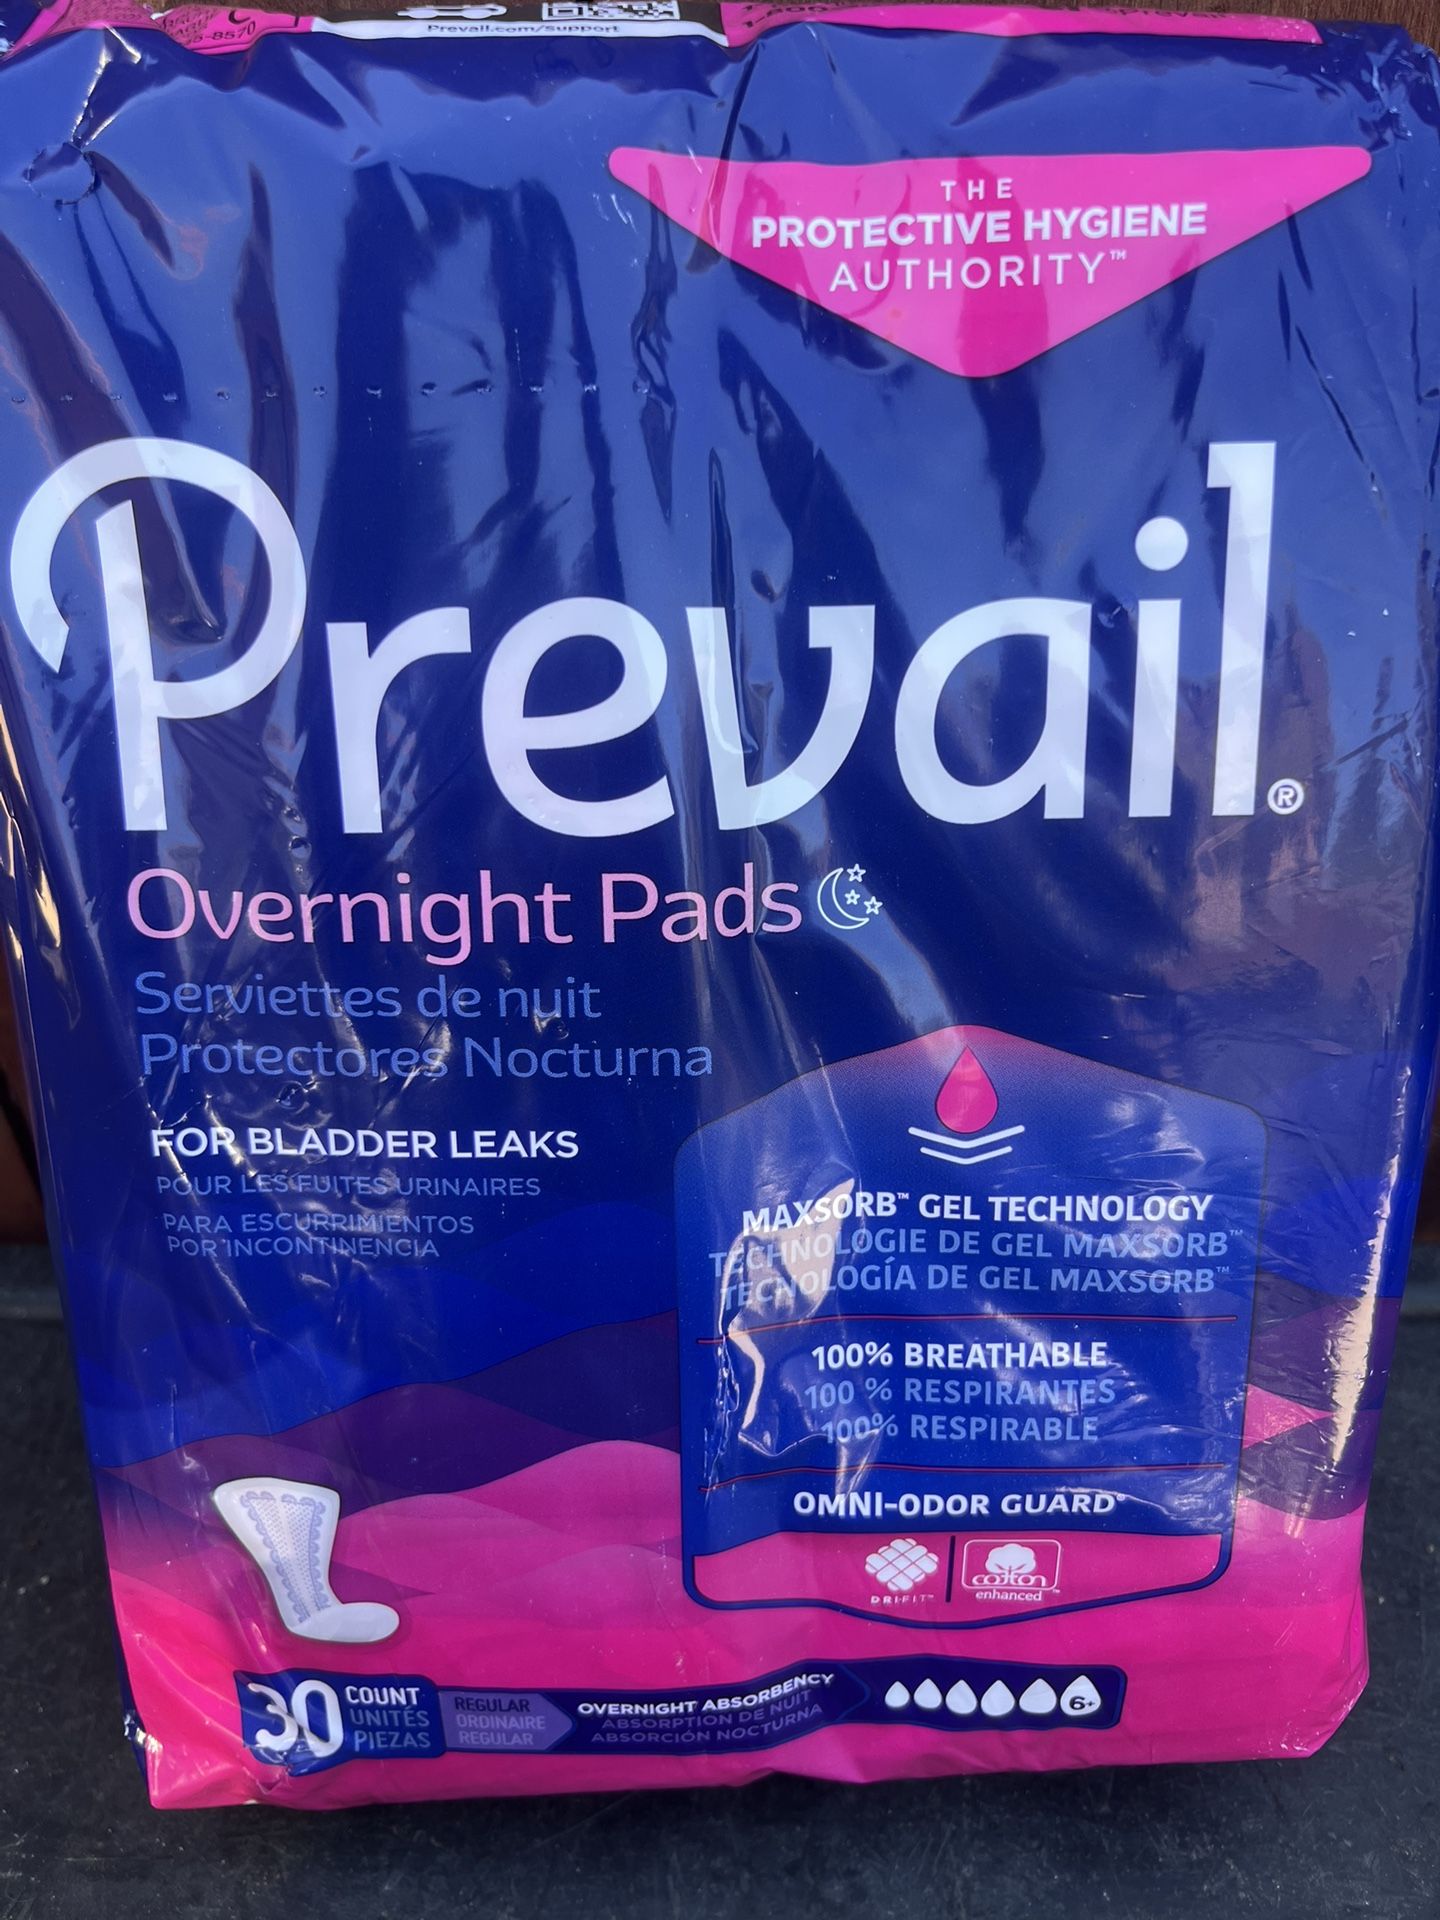 Prevail.com/support
THE
PROTECTIVE HYGIENE
AUTHORITY™
Prevail®
Overnight Pads
Serviettes de nuit
Protectores Nocturna
FOR BLADDER LEAKS
POUR LES FUITES URINAIRES
PARA ESCURRIMIENTOS
POR INCONTINENCIA
MAXSORB™ GEL TECHNOLOGY
TECHNOLOGIE DE GEL MAXSORB™
TECNOLOGÍA DE GEL MAXSORB™
100% BREATHABLE
100 % RESPIRANTES
100% RESPIRABLE
OMNI-ODOR GUARD®
DRI-FIT™
cotton
enhanced™
30 COUNT
UNITÉS
PIEZAS
REGULAR
ORDINAIRE
REGULAR
OVERNIGHT ABSORBENCY
ABSORPTION DE NUIT
ABSORCIÓN NOCTURNA
6+